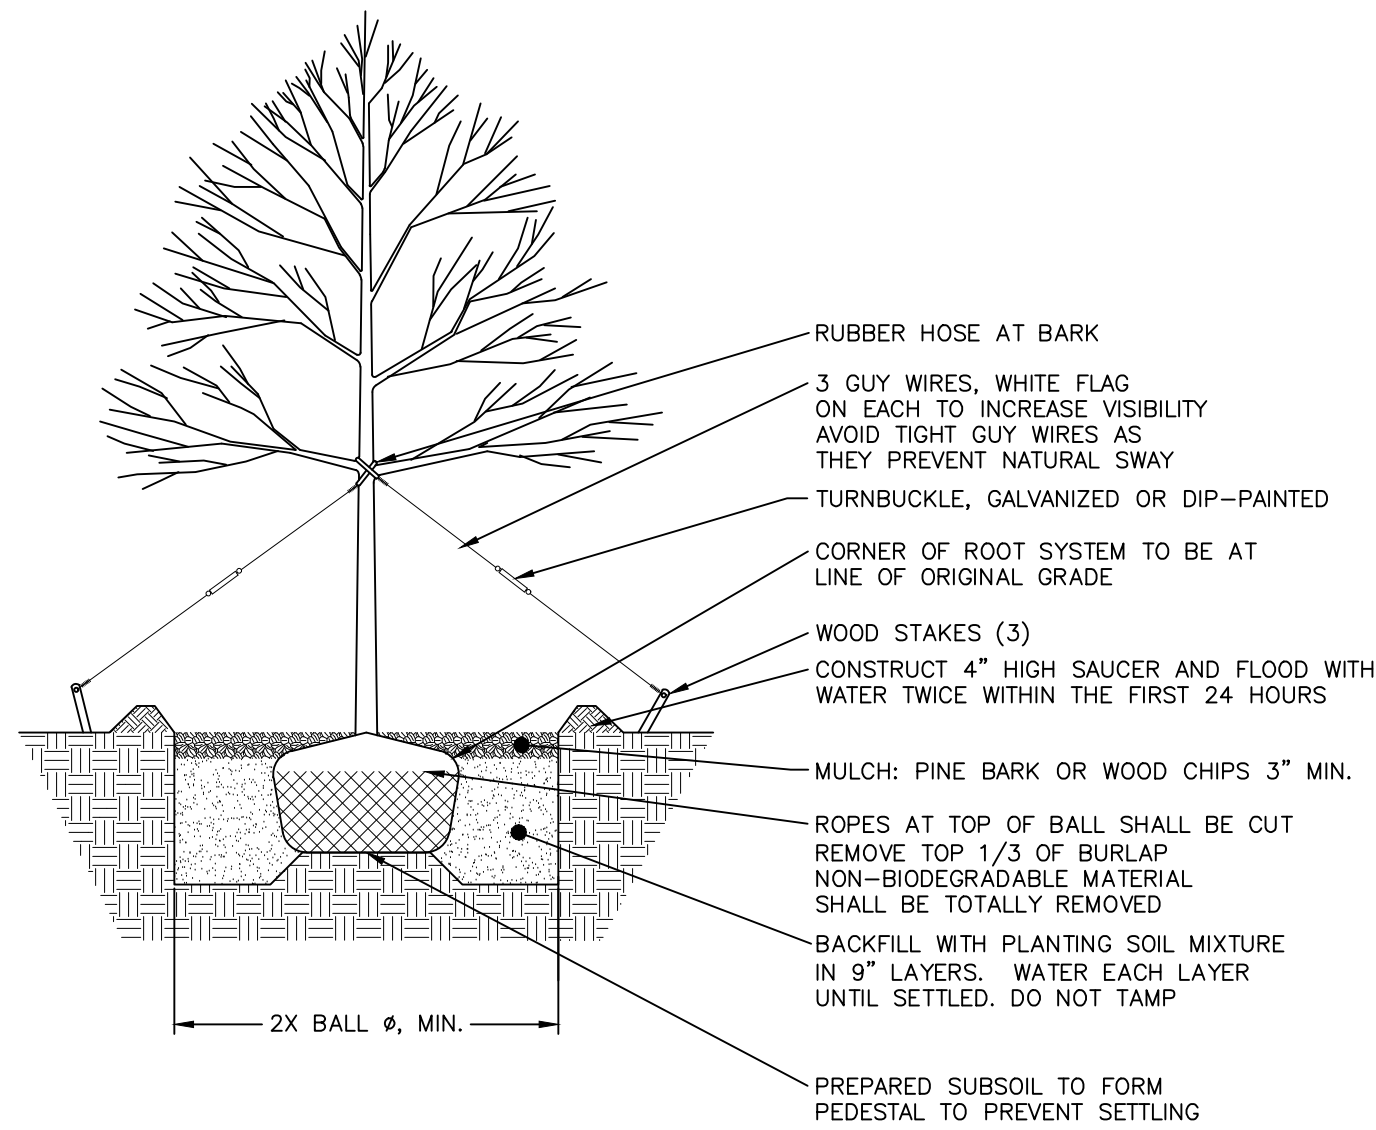 RUBBER HOSE AT BARK
3 GUY WIRES, WHITE FLAG
ON EACH TO INCREASE VISIBILITY
AVOID TIGHT GUY WIRES AS
THEY PREVENT NATURAL SWAY
TURNBUCKLE, GALVANIZED OR DIP-PAINTED
CORNER OF ROOT SYSTEM TO BE AT
LINE OF ORIGINAL GRADE
WOOD STAKES (3)
CONSTRUCT 4" HIGH SAUCER AND FLOOD WITH
WATER TWICE WITHIN THE FIRST 24 HOURS
MULCH: PINE BARK OR WOOD CHIPS 3" MIN.
ROPES AT TOP OF BALL SHALL BE CUT
REMOVE TOP 1/3 OF BURLAP
NON-BIODEGRADABLE MATERIAL
SHALL BE TOTALLY REMOVED
BACKFILL WITH PLANTING SOIL MIXTURE
IN 9" LAYERS. WATER EACH LAYER
UNTIL SETTLED. DO NOT TAMP
2X BALL ø, MIN.
PREPARED SUBSOIL TO FORM
PEDESTAL TO PREVENT SETTLING